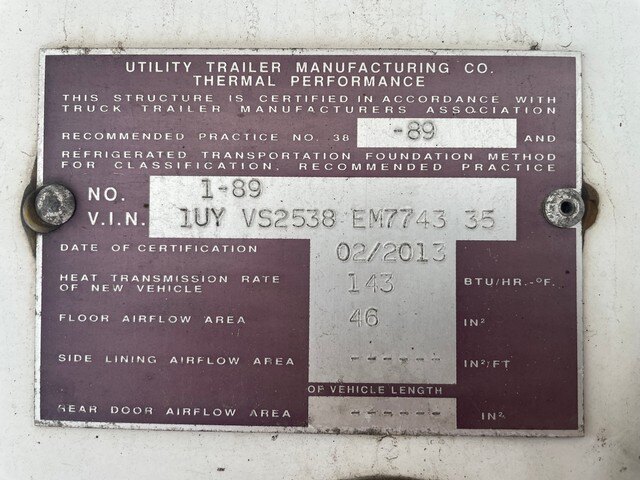 UTILITY TRAILER MANUFACTURING CO.
THERMAL PERFORMANCE
THIS STRUCTURE IS CERTIFIED IN ACCORDANCE WITH
TRUCK TRAILER MANUFACTURERS ASSOCIATION
RECOMMENDED PRACTICE NO. 38 -89 AND
REFRIGERATED TRANSPORTATION FOUNDATION METHOD
FOR CLASSIFICATION, RECOMMENDED PRACTICE
NO. 1-89
V.I.N. 1UY VS2538 EM7743 35
DATE OF CERTIFICATION 02/2013
HEAT TRANSMISSION RATE
OF NEW VEHICLE 143 BTU/HR.-°F.
FLOOR AIRFLOW AREA 46 IN²
SIDE LINING AIRFLOW AREA ------ IN²/FT
OF VEHICLE LENGTH
REAR DOOR AIRFLOW AREA ------ IN²